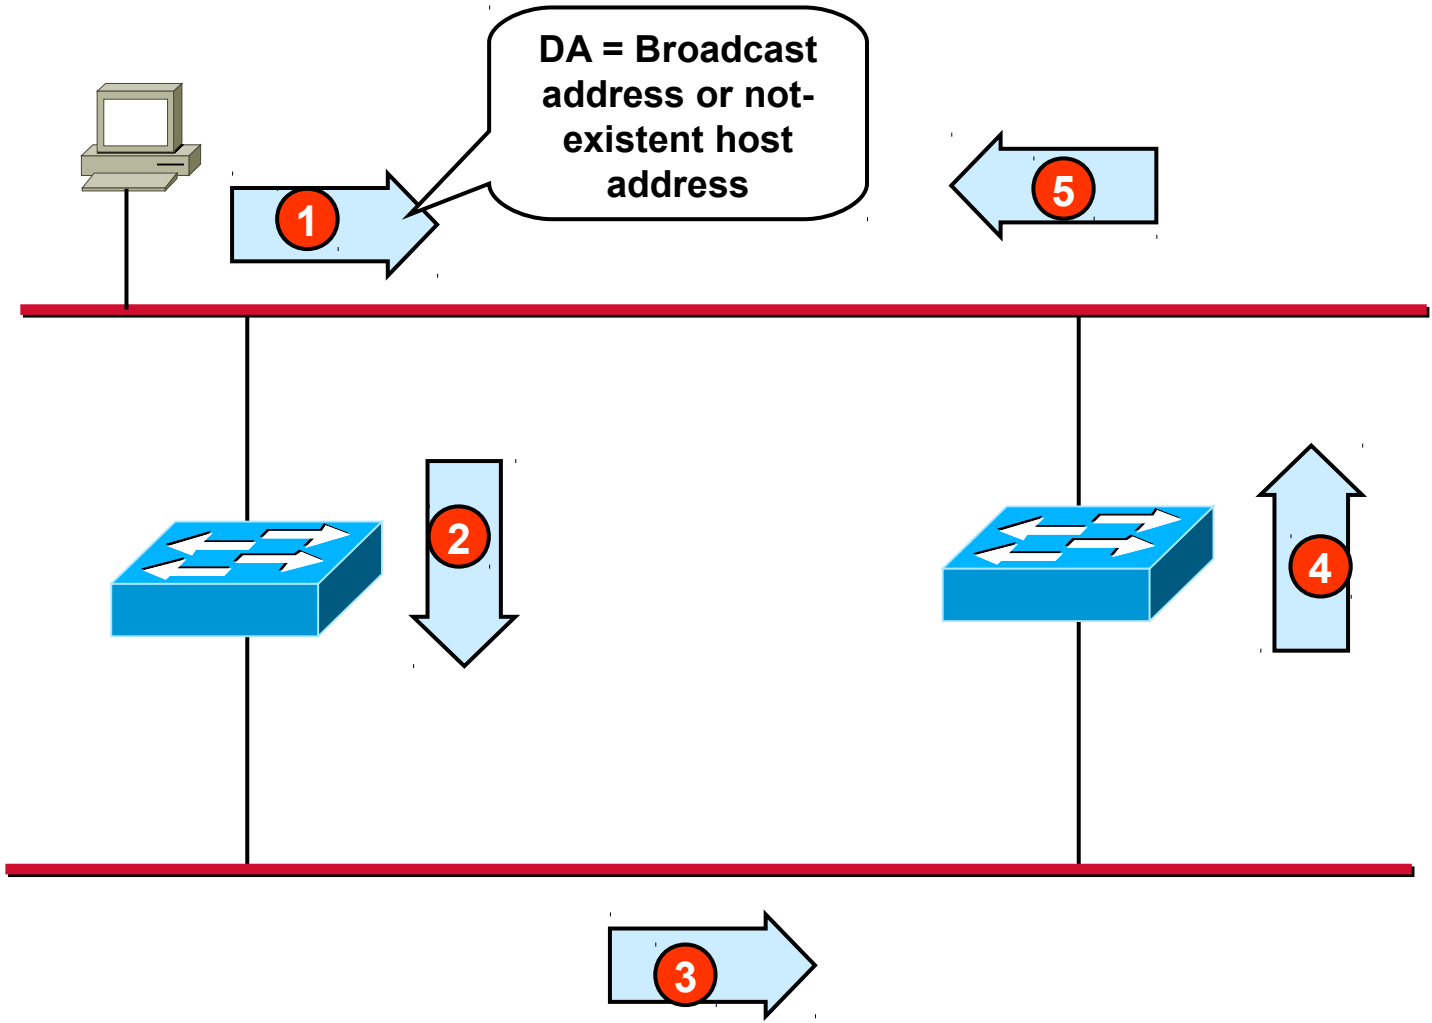 DA = Broadcast
address or not-
existent host
address
1
5
2
4
3